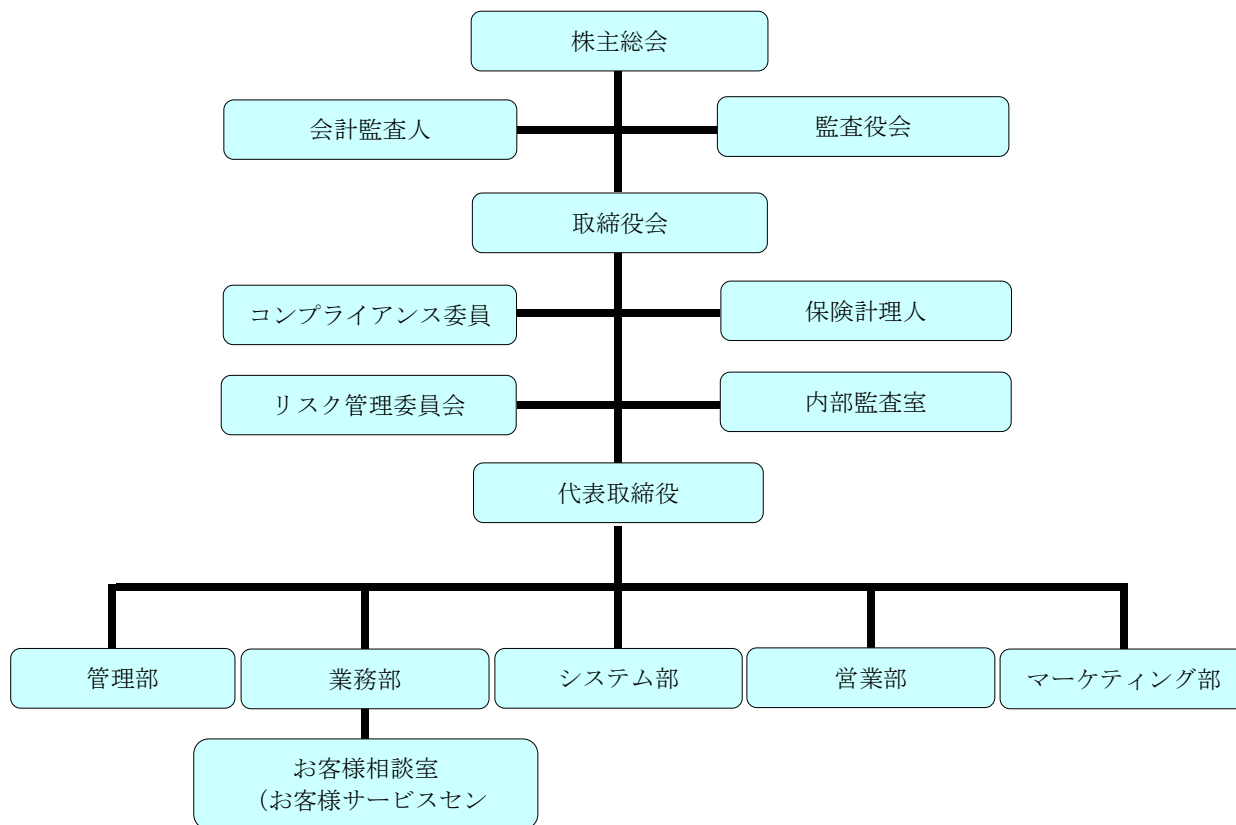 株主総会
会計監査人
監査役会
取締役会
コンプライアンス委員
保険計理人
リスク管理委員会
内部監査室
代表取締役
管理部
業務部
システム部
営業部
マーケティング部
お客様相談室
（お客様サービスセン